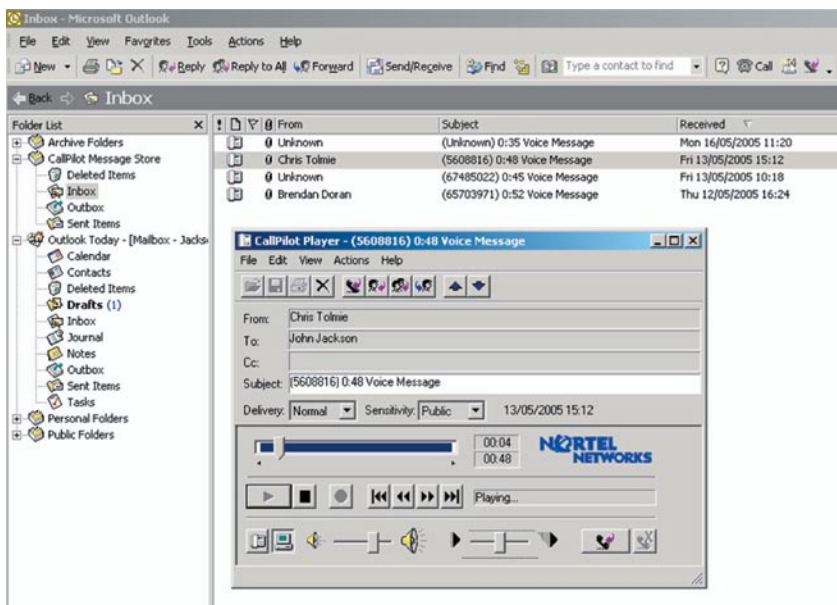 Inbox - Microsoft Outlook
File Edit View Favorites Tools Actions Help
New Reply Reply to All Forward Send/Receive Find Type a contact to find Call
Back Inbox
Folder List X ! From Subject Received
Archive Folders
CallPilot Message Store
Deleted Items
Inbox
Outbox
Sent Items
Outlook Today - [Mailbox - Jacks
Calendar
Contacts
Deleted Items
Drafts (1)
Inbox
Journal
Notes
Outbox
Sent Items
Tasks
Personal Folders
Public Folders
Unknown (Unknown) 0:35 Voice Message Mon 16/05/2005 11:20
Chris Tolmie (5608816) 0:48 Voice Message Fri 13/05/2005 15:12
Unknown (67485022) 0:45 Voice Message Fri 13/05/2005 10:18
Brendan Doran (65703971) 0:52 Voice Message Thu 12/05/2005 16:24
CallPilot Player - (5608816) 0:48 Voice Message
File Edit View Actions Help
From: Chris Tolmie
To: John Jackson
Cc:
Subject: (5608816) 0:48 Voice Message
Delivery: Normal Sensitivity: Public 13/05/2005 15:12
00:04
00:48
NORTEL
NETWORKS
Playing...